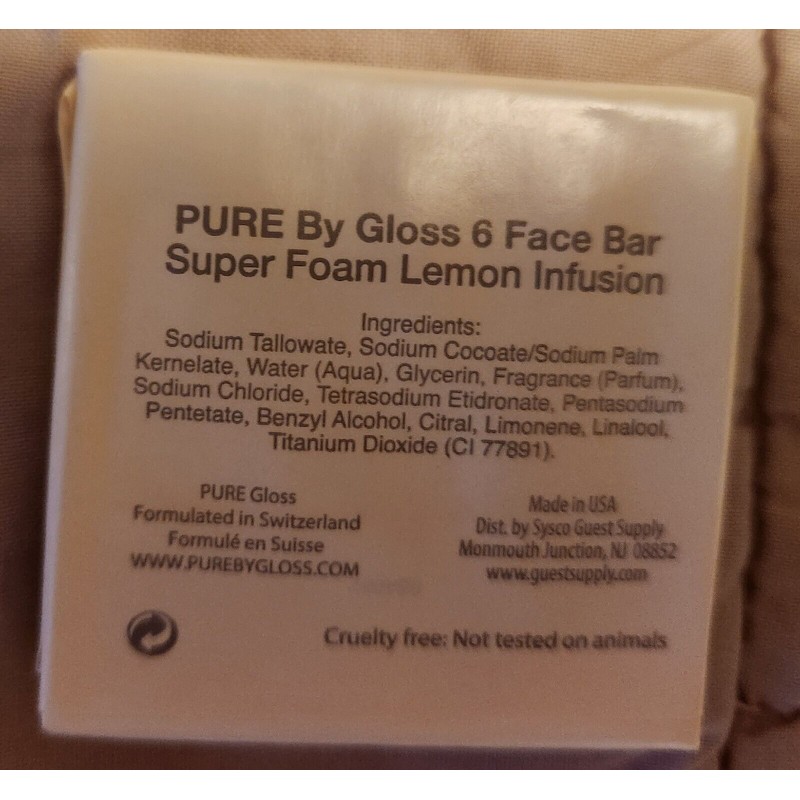 PURE By Gloss 6 Face Bar
Super Foam Lemon Infusion
Ingredients:
Sodium Tallowate, Sodium Cocoate/Sodium Palm
Kernelate, Water (Aqua), Glycerin, Fragrance (Parfum),
Sodium Chloride, Tetrasodium Etidronate, Pentasodium
Pentetate, Benzyl Alcohol, Citral, Limonene, Linalool,
Titanium Dioxide (CI 77891).
PURE Gloss
Formulated in Switzerland
Formulé en Suisse
WWW.PUREBYGLOSS.COM
Made in USA
Dist. by Sysco Guest Supply
Monmouth Junction, NJ 08852
www.guestsupply.com
Cruelty free: Not tested on animals